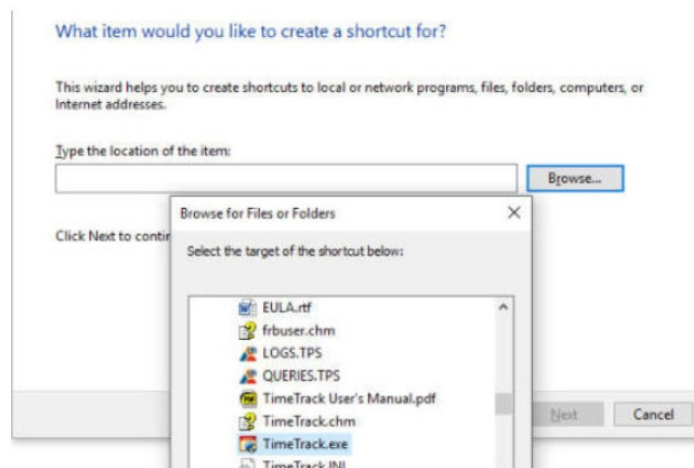 What item would you like to create a shortcut for?
This wizard helps you to create shortcuts to local or network programs, files, folders, computers, or
Internet addresses.
Type the location of the item:
Browse...
Browse for Files or Folders
Click Next to contin
Select the target of the shortcut below:
EULA.rtf
frbuser.chm
LOGS.TPS
QUERIES.TPS
TimeTrack User's Manual.pdf
TimeTrack.chm
Next Cancel
TimeTrack.exe
TimeTrack.INI